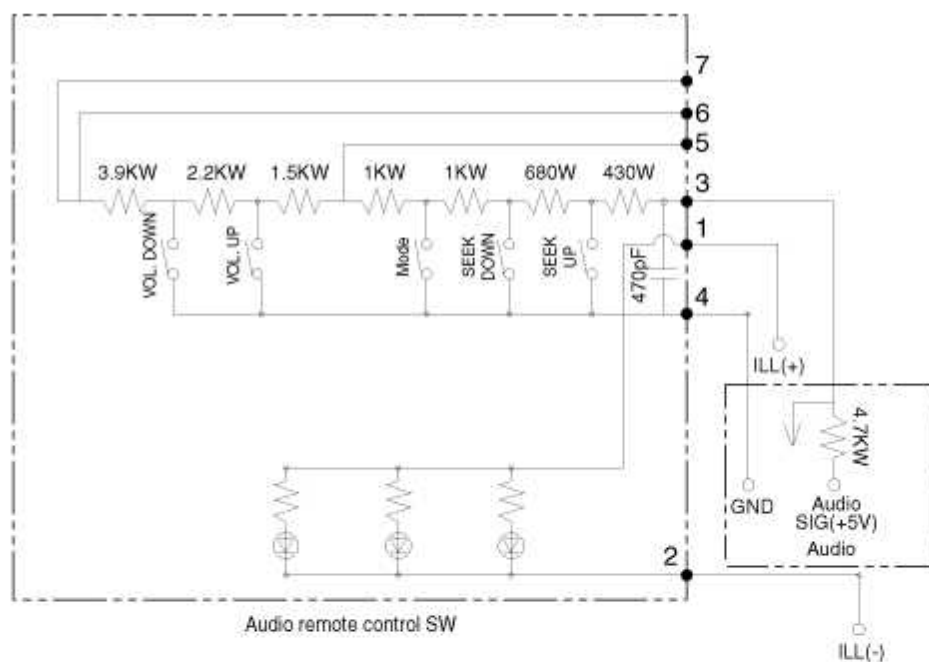 7
6
5
3.9KW 2.2KW 1.5KW 1KW 1KW 680W 430W 3
1
VOL. DOWN
VOL. UP
Mode
SEEK
DOWN
SEEK
UP
470pF
4
ILL(+)
4.7KW
GND
Audio
SIG(+5V)
Audio
2
Audio remote control SW
ILL(-)